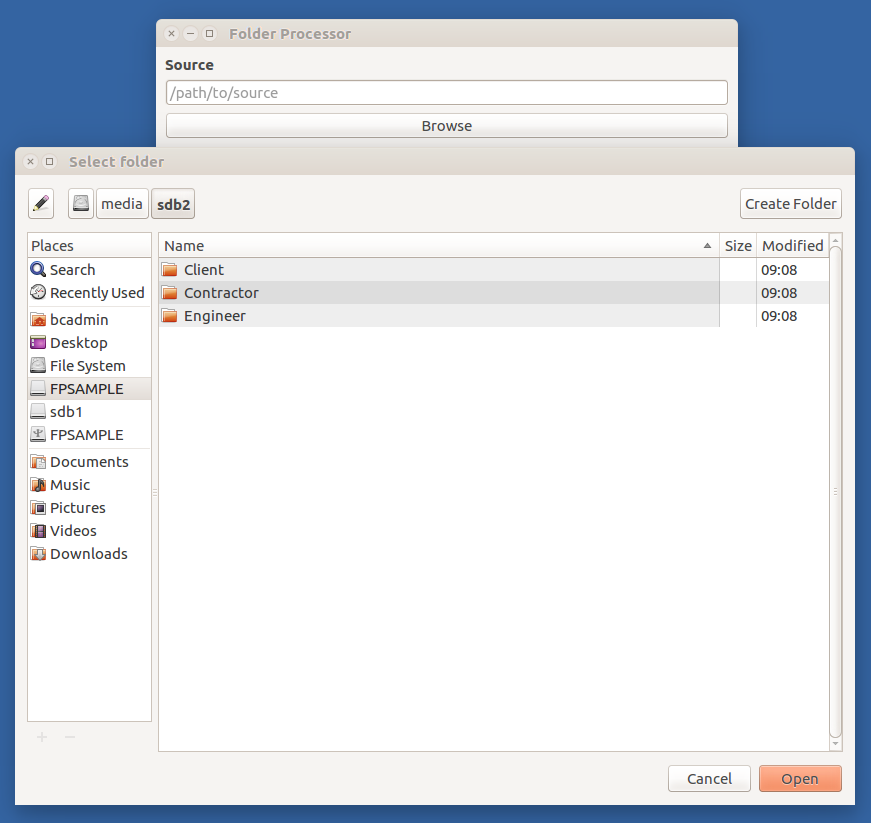 Folder Processor
Source
/path/to/source
Browse
Select folder
media sdb2 Create Folder
Places
Search
Recently Used
bcadmin
Desktop
File System
FPSAMPLE
sdb1
FPSAMPLE
Documents
Music
Pictures
Videos
Downloads
Name Size Modified
Client 09:08
Contractor 09:08
Engineer 09:08
Cancel Open